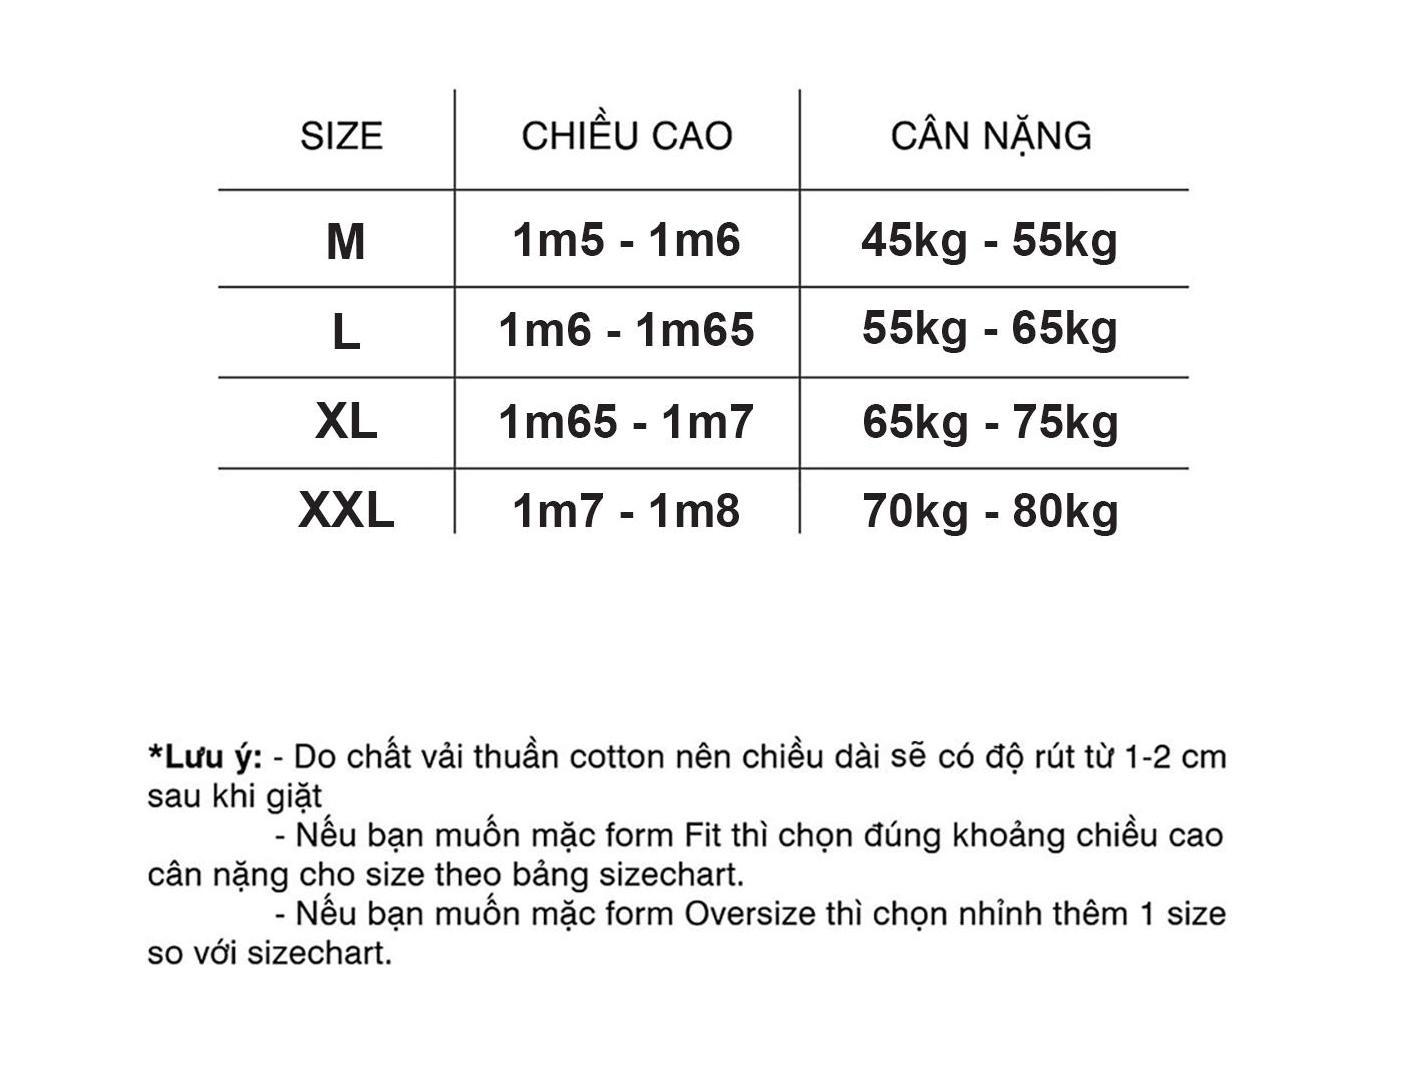 SIZE CHIỀU CAO CÂN NẶNG
M 1m5 - 1m6 45kg - 55kg
L 1m6 - 1m65 55kg - 65kg
XL 1m65 - 1m7 65kg - 75kg
XXL 1m7 - 1m8 70kg - 80kg
*Lưu ý: - Do chất vải thuần cotton nên chiều dài sẽ có độ rút từ 1-2 cm
sau khi giặt
- Nếu bạn muốn mặc form Fit thì chọn đúng khoảng chiều cao
cân nặng cho size theo bảng sizechart.
- Nếu bạn muốn mặc form Oversize thì chọn nhỉnh thêm 1 size
so với sizechart.